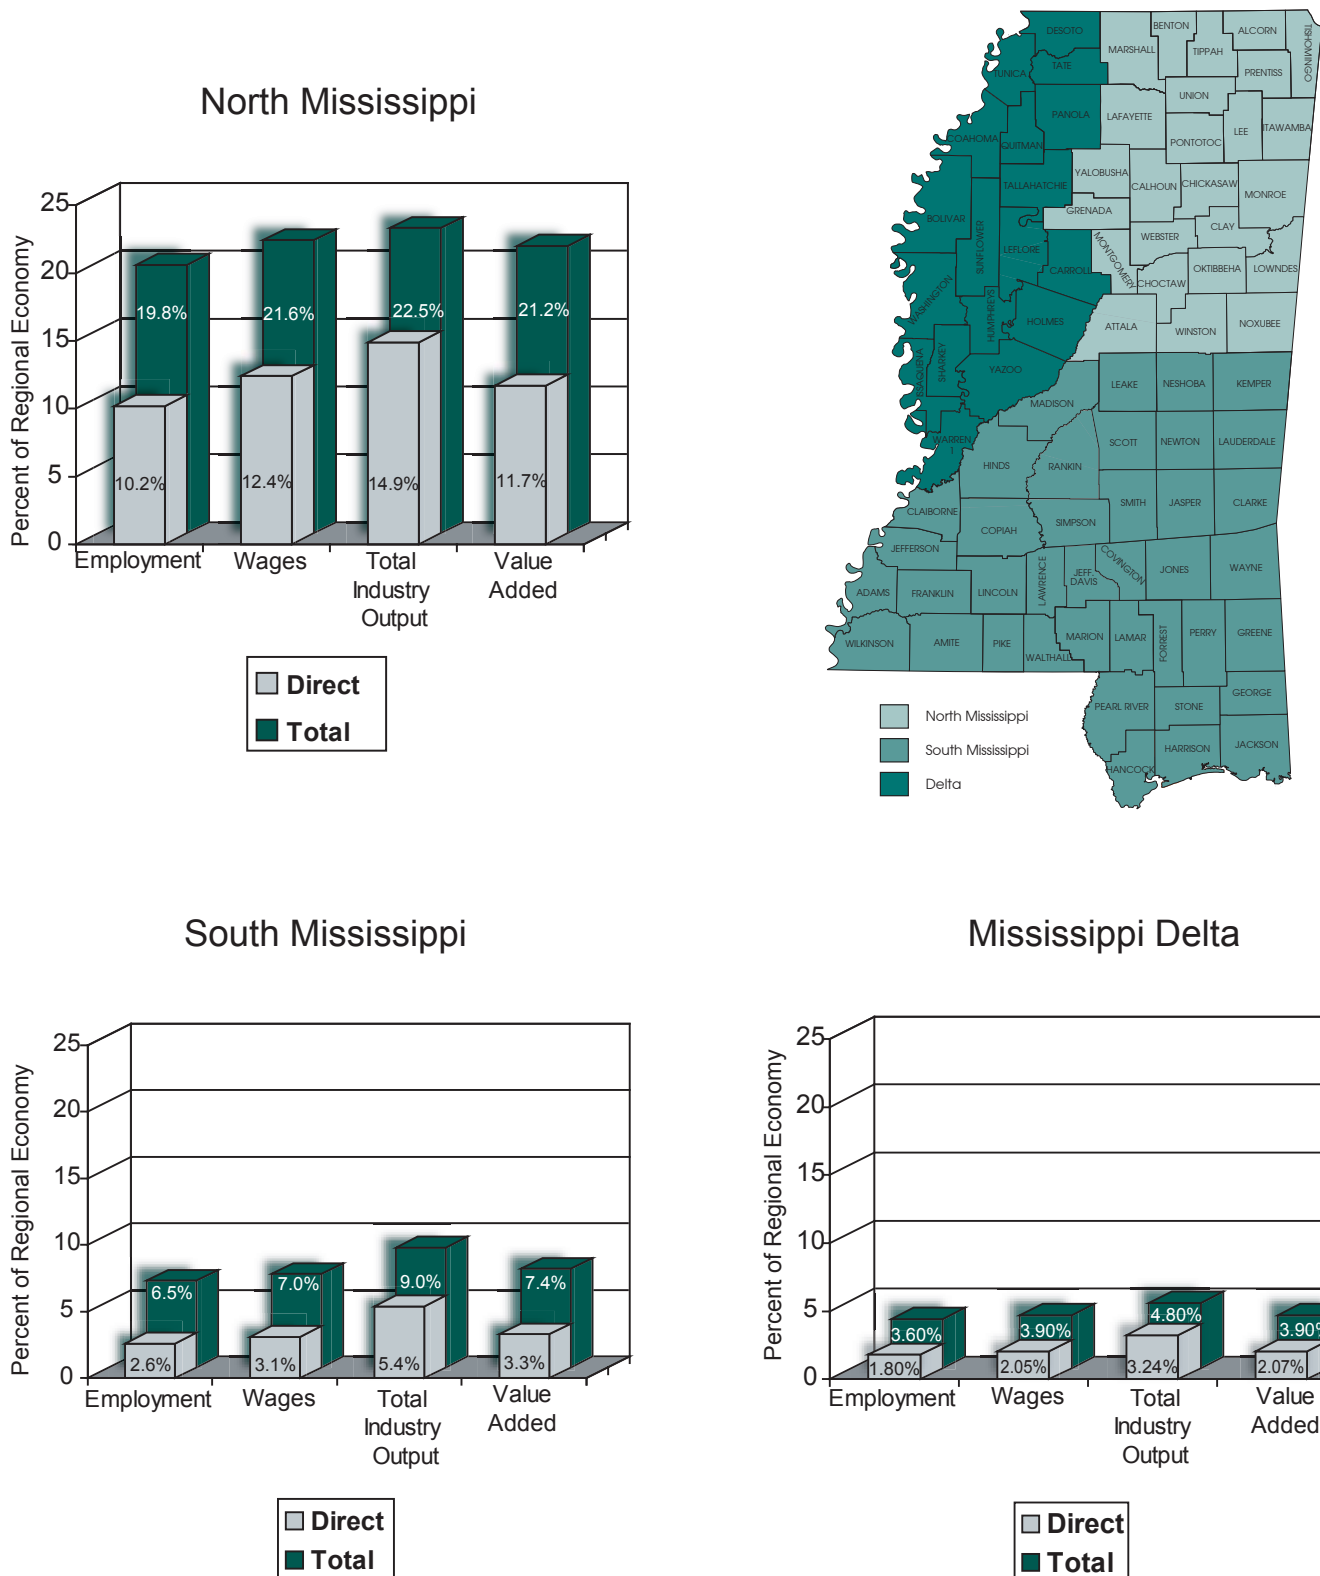 North Mississippi
Percent of Regional Economy
25
20
15
10
5
0
19.8%
21.6%
22.5%
21.2%
10.2%
12.4%
14.9%
11.7%
Employment
Wages
Total
Industry
Output
Value
Added
Direct
Total
DESOTO
BENTON
ALCORN
TISHOMINGO
MARSHALL
TIPPAH
TATE
TUNICA
PRENTISS
UNION
PANOLA
LAFAYETTE
LEE
ITAWAMBA
COAHOMA
QUITMAN
PONTOTOC
YALOBUSHA
TALLAHATCHIE
CALHOUN
CHICKASAW
MONROE
BOLIVAR
GRENADA
SUNFLOWER
LEFLORE
MONTGOMERY
WEBSTER
CLAY
CARROLL
CHOCTAW
OKTIBBEHA
LOWNDES
WASHINGTON
HUMPHREYS
HOLMES
ATTALA
WINSTON
NOXUBEE
ISSAQUENA
SHARKEY
YAZOO
LEAKE
NESHOBA
KEMPER
MADISON
WARREN
SCOTT
NEWTON
LAUDERDALE
HINDS
RANKIN
CLAIBORNE
COPIAH
SIMPSON
SMITH
JASPER
CLARKE
JEFFERSON
LAWRENCE
JEFF.
DAVIS
COVINGTON
JONES
WAYNE
ADAMS
FRANKLIN
LINCOLN
WILKINSON
AMITE
PIKE
WALTHALL
MARION
LAMAR
FORREST
PERRY
GREENE
GEORGE
PEARL RIVER
STONE
HARRISON
JACKSON
HANCOCK
North Mississippi
South Mississippi
Delta
South Mississippi
Percent of Regional Economy
25
20
15
10
5
0
6.5%
7.0%
9.0%
7.4%
2.6%
3.1%
5.4%
3.3%
Employment
Wages
Total
Industry
Output
Value
Added
Direct
Total
Mississippi Delta
Percent of Regional Economy
25
20
15
10
5
0
3.60%
3.90%
4.80%
3.90%
1.80%
2.05%
3.24%
2.07%
Employment
Wages
Total
Industry
Output
Value
Added
Direct
Total